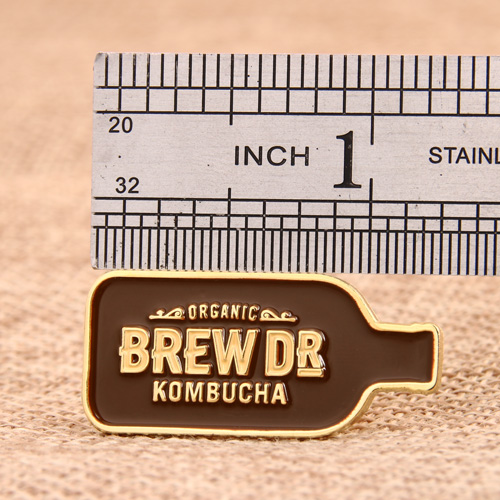 20
INCH 1 STAINL
32
ORGANIC
BREW DR
KOMBUCHA